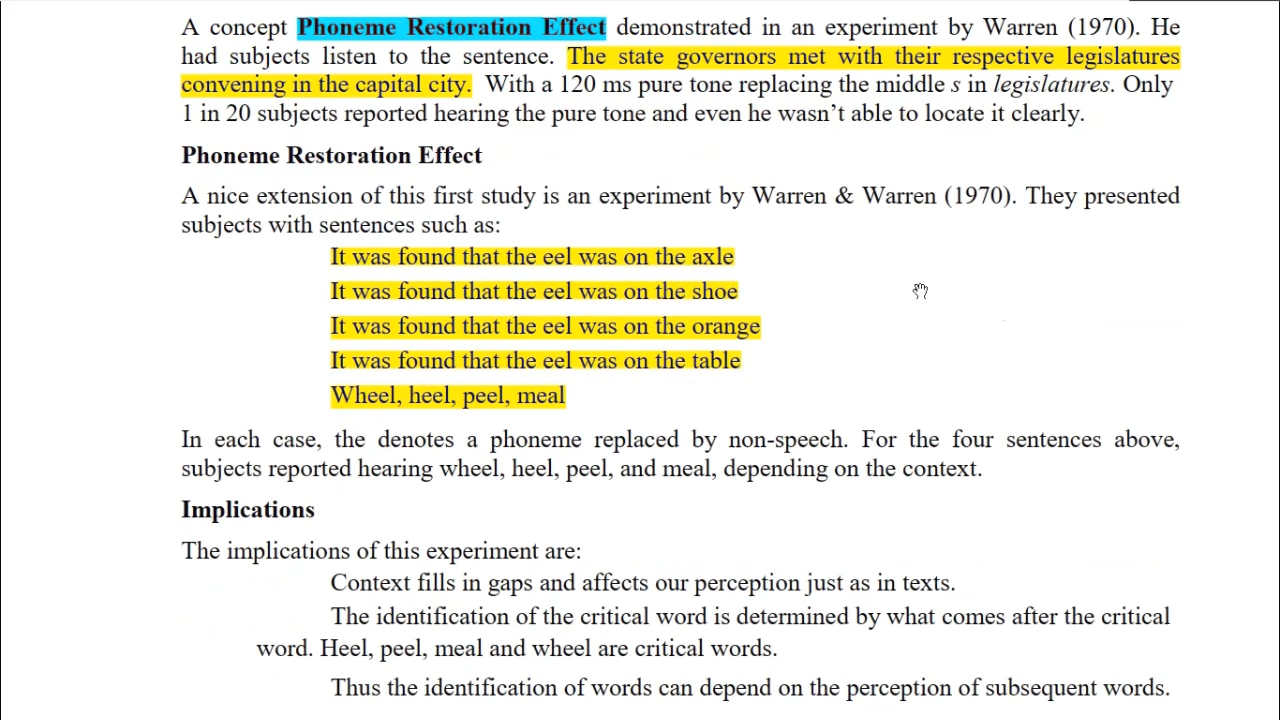 A concept Phoneme Restoration Effect demonstrated in an experiment by Warren (1970). He
had subjects listen to the sentence. The state governors met with their respective legislatures
convening in the capital city. With a 120 ms pure tone replacing the middle s in legislatures. Only
1 in 20 subjects reported hearing the pure tone and even he wasn't able to locate it clearly.
Phoneme Restoration Effect
A nice extension of this first study is an experiment by Warren & Warren (1970). They presented
subjects with sentences such as:
It was found that the eel was on the axle
It was found that the eel was on the shoe
It was found that the eel was on the orange
It was found that the eel was on the table
Wheel, heel, peel, meal
In each case, the denotes a phoneme replaced by non-speech. For the four sentences above,
subjects reported hearing wheel, heel, peel, and meal, depending on the context.
Implications
The implications of this experiment are:
Context fills in gaps and affects our perception just as in texts.
The identification of the critical word is determined by what comes after the critical
word. Heel, peel, meal and wheel are critical words.
Thus the identification of words can depend on the perception of subsequent words.